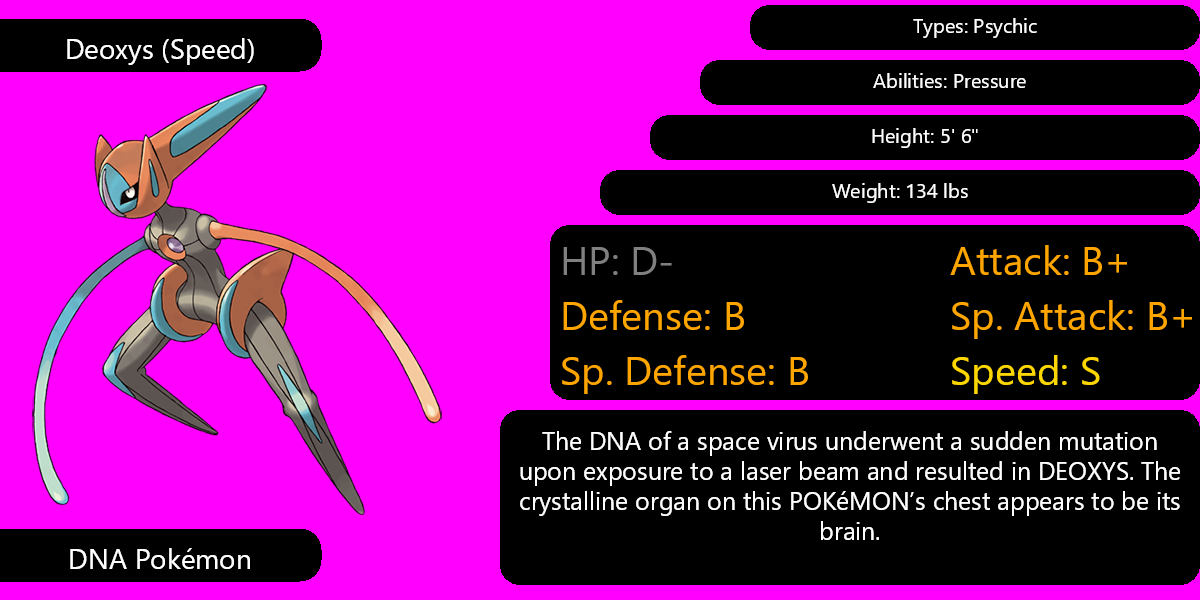 Deoxys (Speed)
Types: Psychic
Abilities: Pressure
Height: 5' 6"
Weight: 134 lbs
HP: D-
Attack: B+
Defense: B
Sp. Attack: B+
Sp. Defense: B
Speed: S
The DNA of a space virus underwent a sudden mutation
upon exposure to a laser beam and resulted in DEOXYS. The
crystalline organ on this POKéMON’s chest appears to be its
brain.
DNA Pokémon